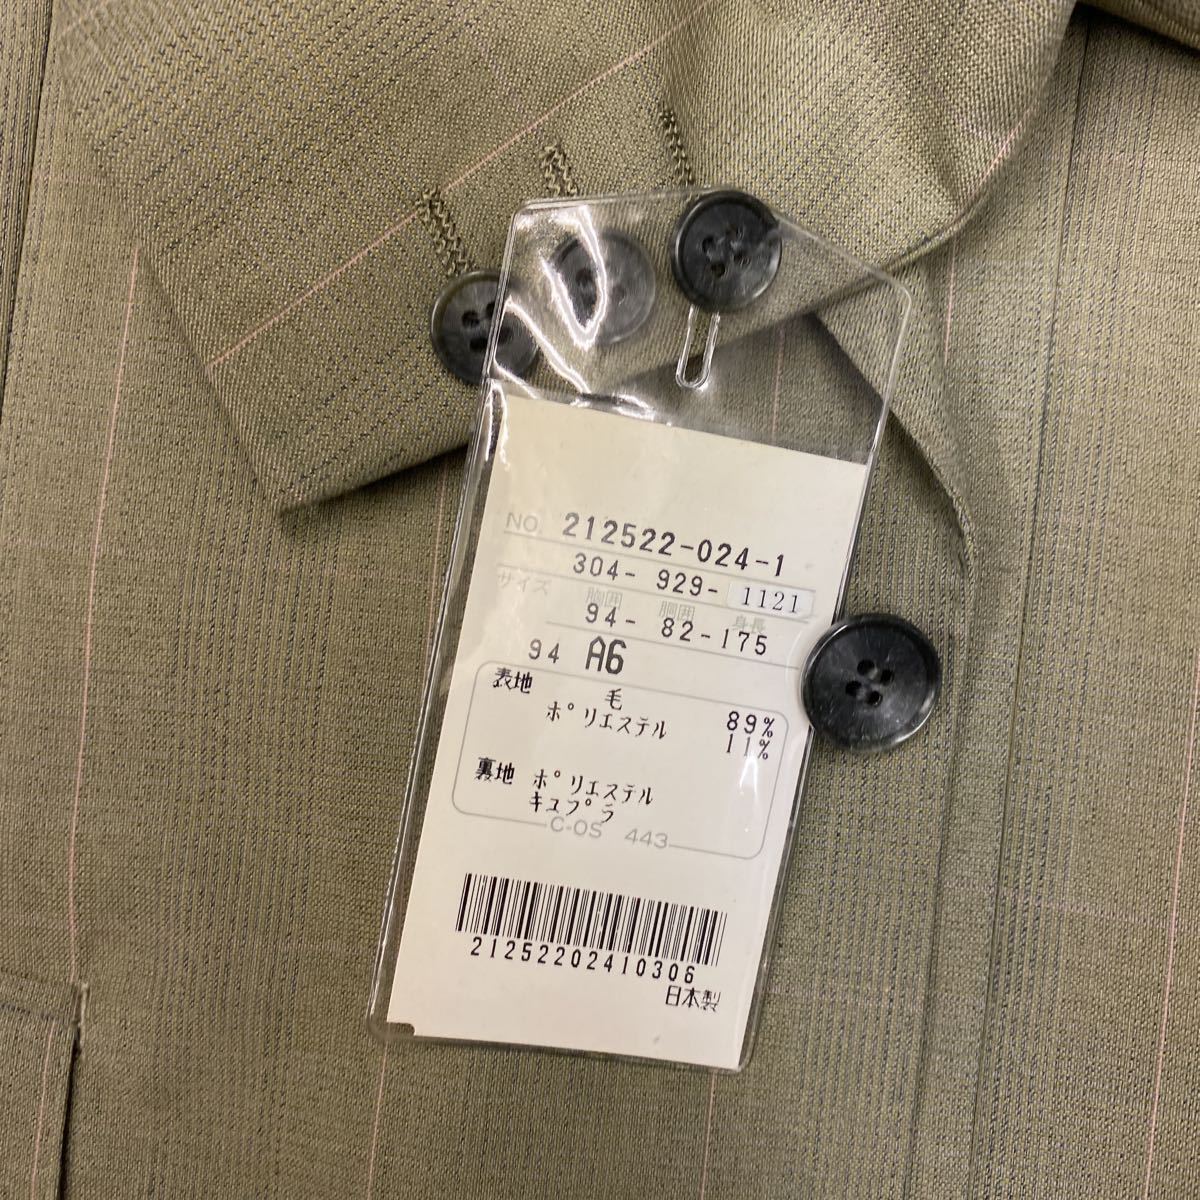 NO. 212522-024-1
304- 929- 1121
サイズ 胸囲 胴囲 身長
94- 82-175
94 A6
表地 毛 89%
ポリエステル 11%
裏地 ポリエステル
キュプラ
C-OS 443
21252202410306
日本製